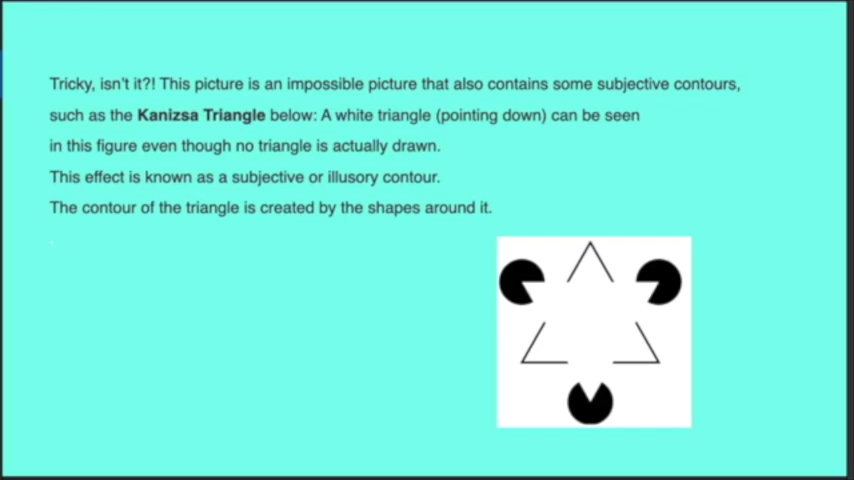 Tricky, isn't it?! This picture is an impossible picture that also contains some subjective contours,
such as the Kanizsa Triangle below: A white triangle (pointing down) can be seen
in this figure even though no triangle is actually drawn.
This effect is known as a subjective or illusory contour.
The contour of the triangle is created by the shapes around it.